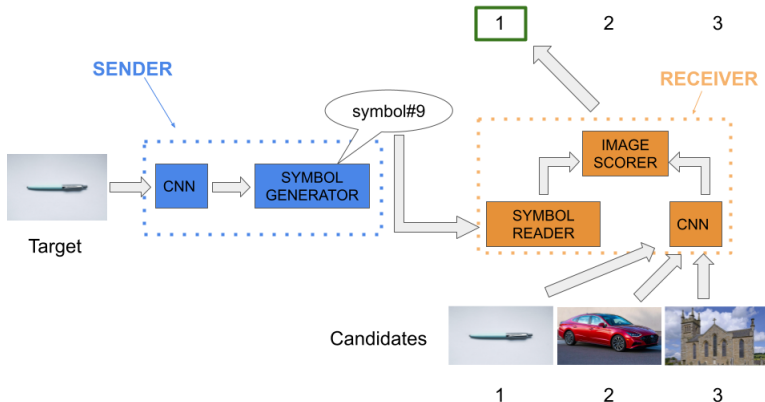 1 2 3
SENDER
RECEIVER
symbol#9
IMAGE
SCORER
CNN
SYMBOL
GENERATOR
SYMBOL
READER
CNN
Target
Candidates
1 2 3